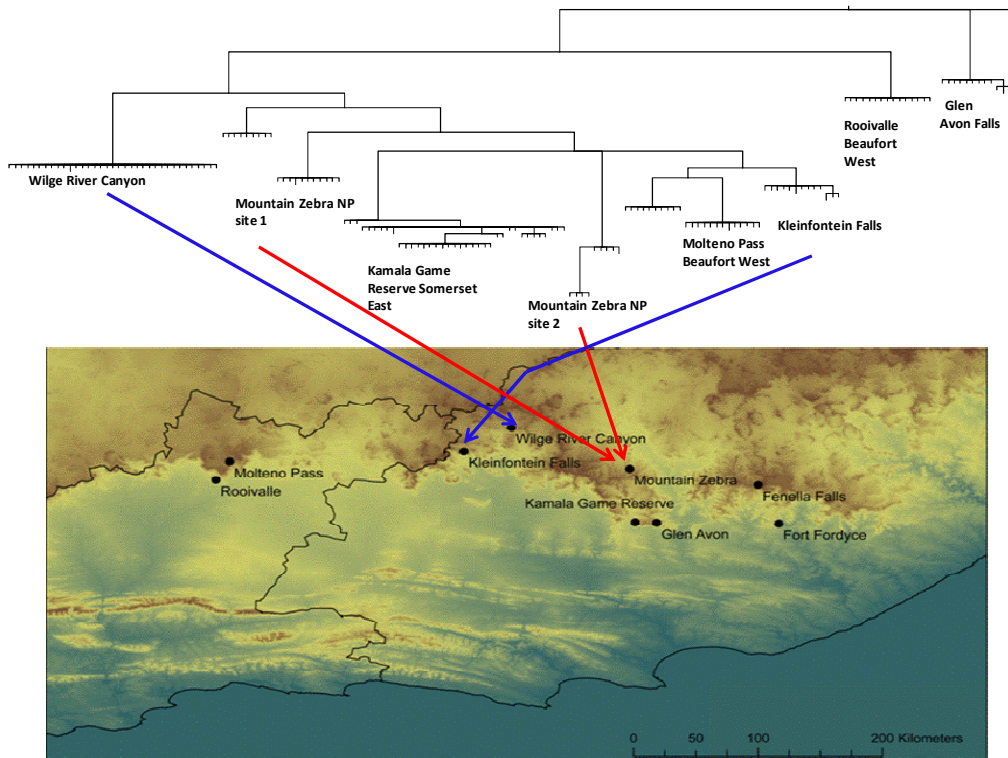 Glen
Avon Falls
Rooivalle
Beaufort
West
Wilge River Canyon
Mountain Zebra NP
site 1
Kleinfontein Falls
Molteno Pass
Beaufort West
Kamala Game
Reserve Somerset
East
Mountain Zebra NP
site 2
Wilge River Canyon
Kleinfontein Falls
Molteno Pass
Rooivalle
Mountain Zebra
Fenella Falls
Kamala Game Reserve
Glen Avon
Fort Fordyce
0 50 100 200 Kilometers